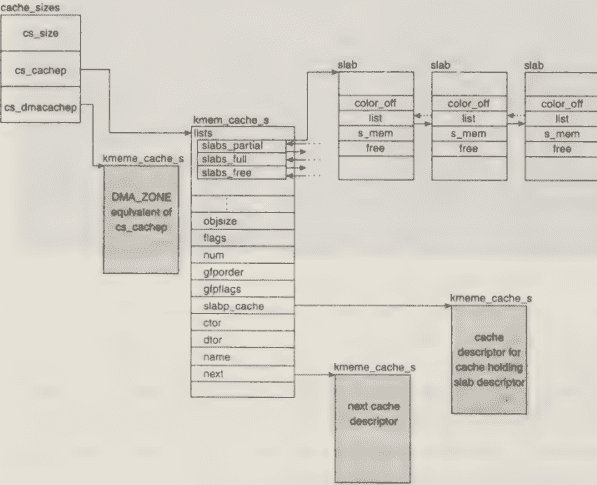 cache_sizes
cs_size
cs_cachep
cs_dmacachep
kmeme_cache_s
DMA_ZONE
equivalent of
cs_cachep
kmem_cache_s
lists
slabs_partial
slabs_full
slabs_free
objsize
flags
num
gfporder
gfpflags
slabp_cache
ctor
dtor
name
next
slab
color_off
list
s_mem
free
slab
color_off
list
s_mem
free
slab
color_off
list
s_mem
free
kmeme_cache_s
cache
descriptor for
cache holding
slab descriptor
kmeme_cache_s
next cache
descriptor